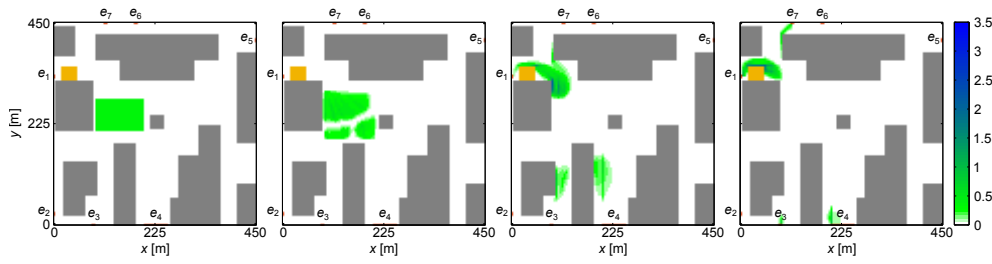 e7 e6 e7 e6 e7 e6 e7 e6
450 3.5
e5 e5 e5 e5 3
2.5
e1 e1 e1 e1
2
y [m] 225 1.5
1
e2 e2 e2 e2 0.5
e3 e4 e3 e4 e3 e4 e3 e4
0 0
0 225 450 0 225 450 0 225 450 0 225 450
x [m] x [m] x [m] x [m]